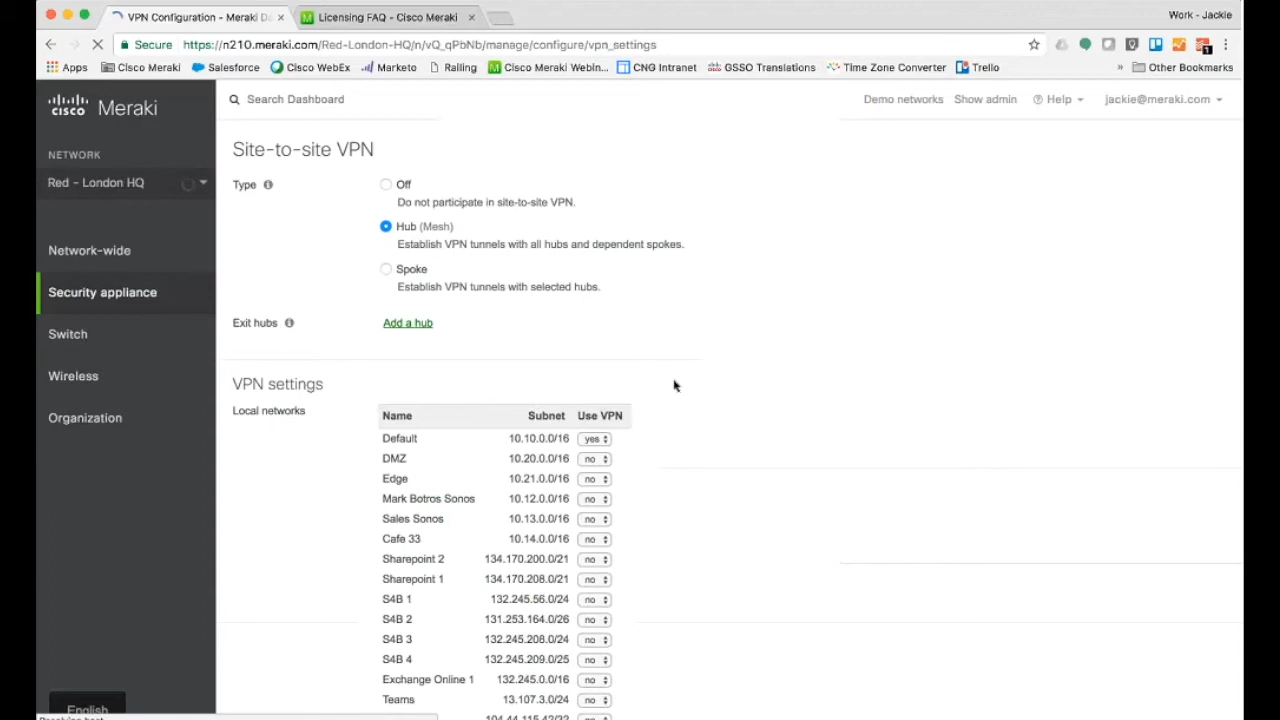 VPN Configuration - Meraki Da
Licensing FAQ - Cisco Meraki
Work - Jackie
Secure https://n210.meraki.com/Red-London-HQ/n/vQ_qPbNb/manage/configure/vpn_settings
Apps Cisco Meraki Salesforce Cisco WebEx Marketo Railing Cisco Meraki Webin... CNG Intranet GSSO Translations Time Zone Converter Trello » Other Bookmarks
cisco Meraki
Search Dashboard
Demo networks Show admin Help jackie@meraki.com
NETWORK
Red - London HQ
Network-wide
Security appliance
Switch
Wireless
Organization
English
Site-to-site VPN
Type
Off
Do not participate in site-to-site VPN.
Hub (Mesh)
Establish VPN tunnels with all hubs and dependent spokes.
Spoke
Establish VPN tunnels with selected hubs.
Exit hubs Add a hub
VPN settings
Local networks
Name Subnet Use VPN
Default 10.10.0.0/16 yes
DMZ 10.20.0.0/16 no
Edge 10.21.0.0/16 no
Mark Botros Sonos 10.12.0.0/16 no
Sales Sonos 10.13.0.0/16 no
Cafe 33 10.14.0.0/16 no
Sharepoint 2 134.170.200.0/21 no
Sharepoint 1 134.170.208.0/21 no
S4B 1 132.245.56.0/24 no
S4B 2 131.253.164.0/26 no
S4B 3 132.245.208.0/24 no
S4B 4 132.245.209.0/25 no
Exchange Online 1 132.245.0.0/16 no
Teams 13.107.3.0/24 no